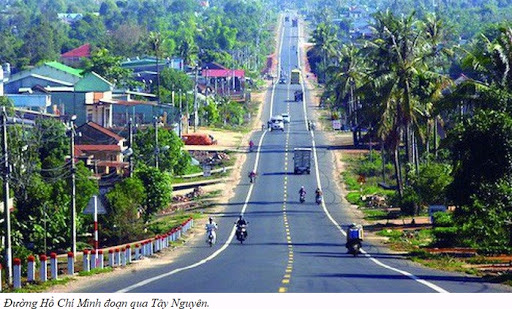 Đường Hồ Chí Minh đoạn qua Tây Nguyên.